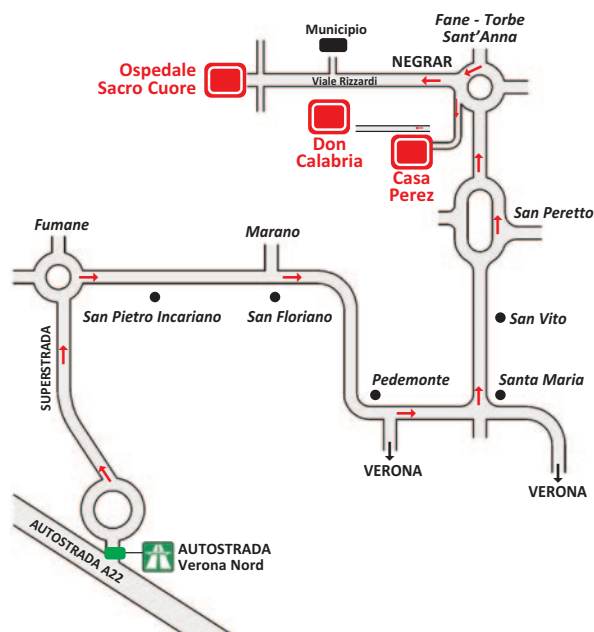 Fane - Torbe
Sant'Anna
Municipio
NEGRAR
Ospedale
Sacro Cuore
Viale Rizzardi
Don
Calabria
Casa
Perez
San Peretto
Fumane
Marano
San Pietro Incariano
San Floriano
San Vito
SUPERSTRADA
Pedemonte
Santa Maria
VERONA
VERONA
AUTOSTRADA A22
AUTOSTRADA
Verona Nord